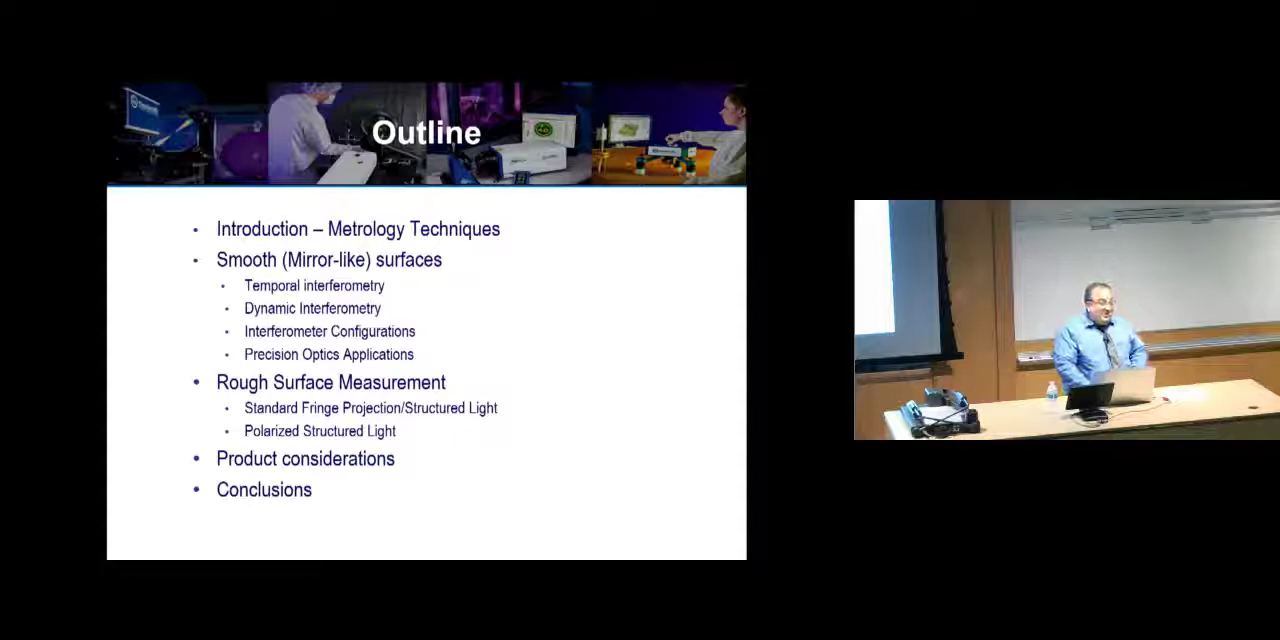 Outline
Introduction – Metrology Techniques
Smooth (Mirror-like) surfaces
Temporal interferometry
Dynamic Interferometry
Interferometer Configurations
Precision Optics Applications
Rough Surface Measurement
Standard Fringe Projection/Structured Light
Polarized Structured Light
Product considerations
Conclusions